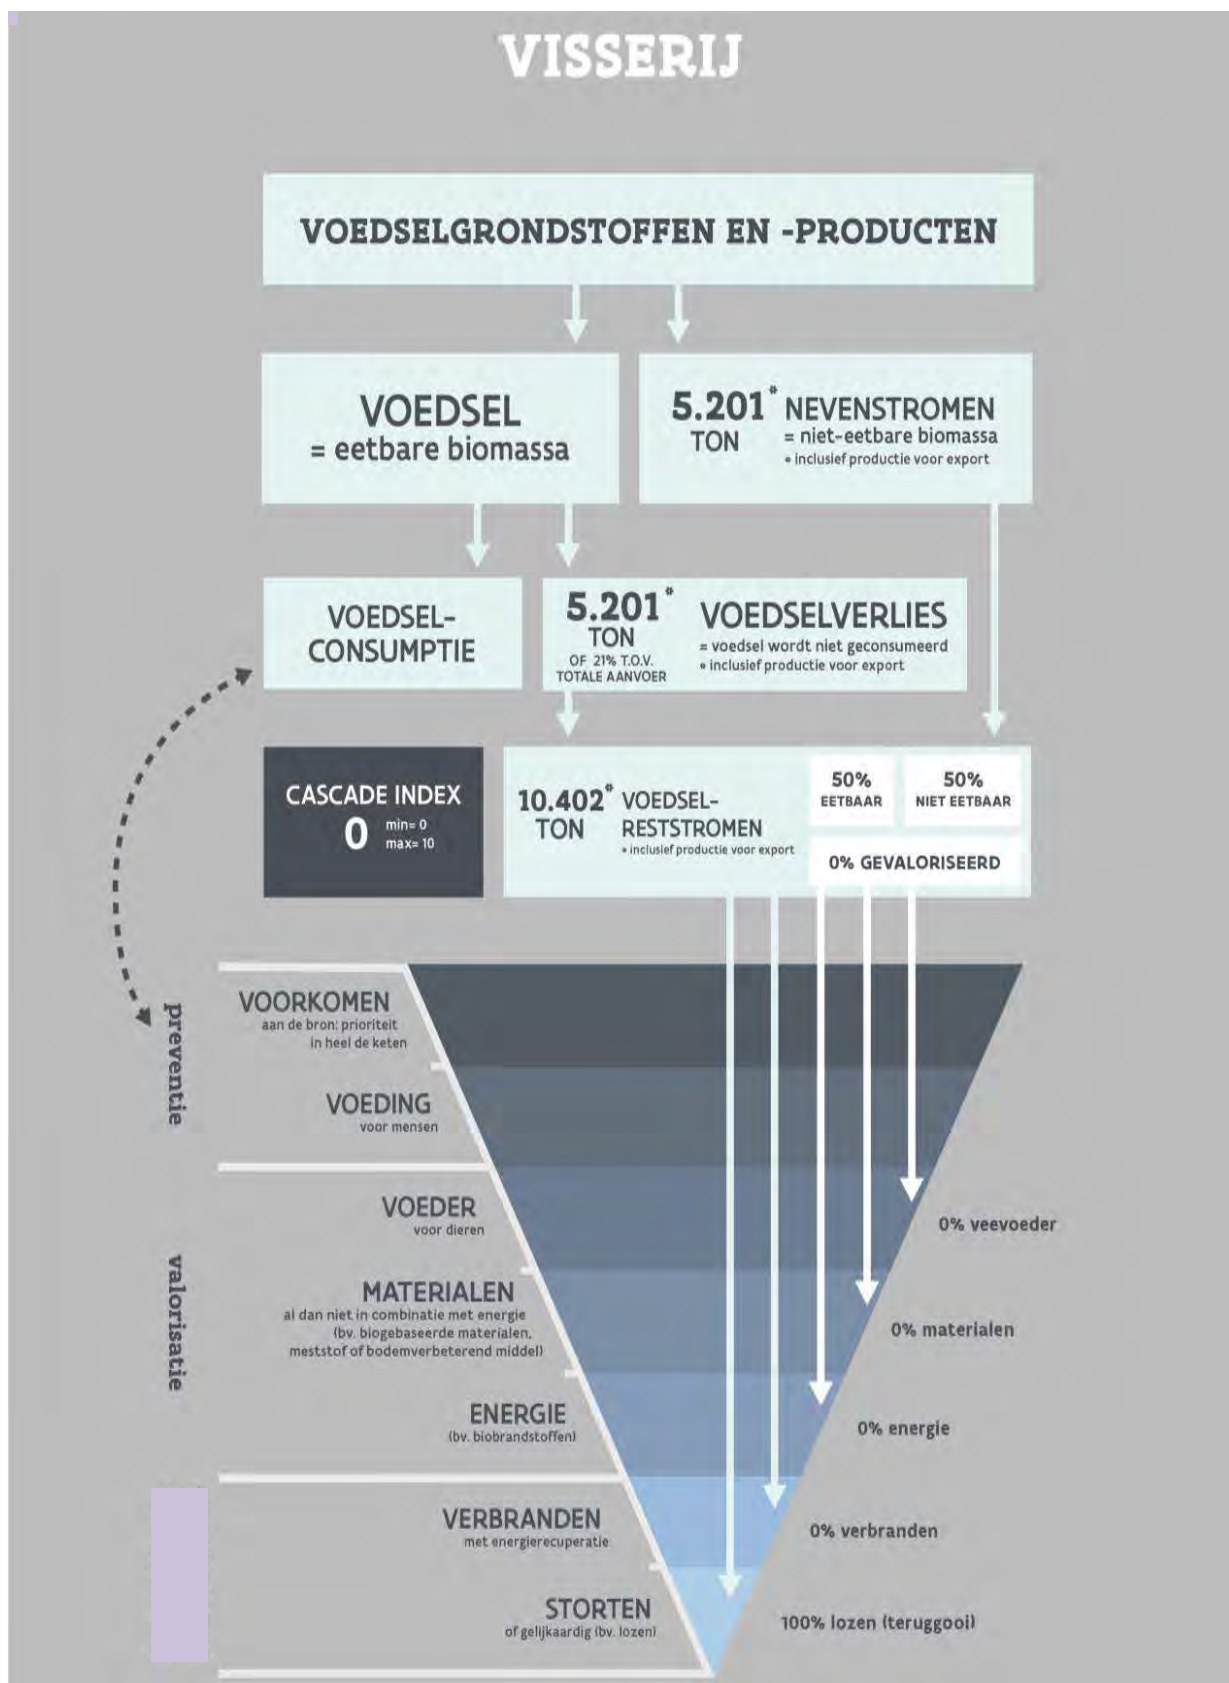 VISSERIJ
VOEDSELGRONDSTOFFEN EN -PRODUCTEN
VOEDSEL
= eetbare biomassa
5.201*
TON
NEVENSTROMEN
= niet-eetbare biomassa
* inclusief productie voor export
VOEDSEL-
CONSUMPTIE
5.201*
TON
OF 21% T.O.V.
TOTALE AANVOER
VOEDSELVERLIES
= voedsel wordt niet geconsumeerd
* inclusief productie voor export
CASCADE INDEX
0 min= 0
max= 10
10.402*
TON
VOEDSEL-
RESTSTROMEN
* inclusief productie voor export
50%
EETBAAR
50%
NIET EETBAAR
0% GEVALORISEERD
preventie
VOORKOMEN
aan de bron: prioriteit
in heel de keten
VOEDING
voor mensen
valorisatie
VOEDER
voor dieren
0% veevoeder
MATERIALEN
al dan niet in combinatie met energie
(bv. biogebaseerde materialen,
meststof of bodemverbeterend middel)
0% materialen
ENERGIE
(bv. biobrandstoffen)
0% energie
VERBRANDEN
met energierecuperatie
0% verbranden
STORTEN
of gelijkaardig (bv. lozen)
100% lozen (teruggooi)